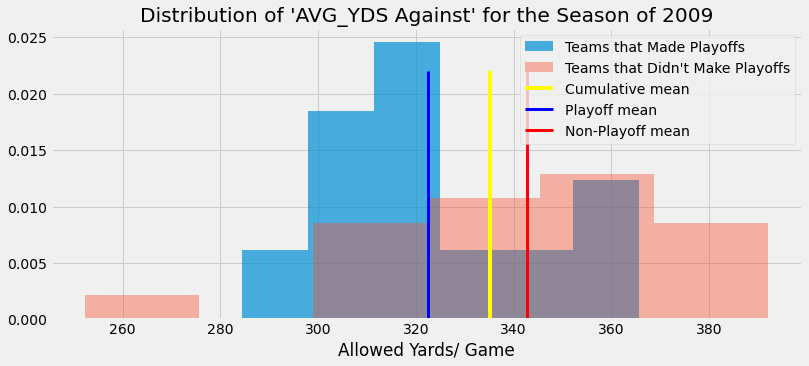 Distribution of 'AVG_YDS Against' for the Season of 2009
0.025
0.020
0.015
0.010
0.005
0.000
Teams that Made Playoffs
Teams that Didn't Make Playoffs
Cumulative mean
Playoff mean
Non-Playoff mean
260 280 300 320 340 360 380
Allowed Yards/ Game